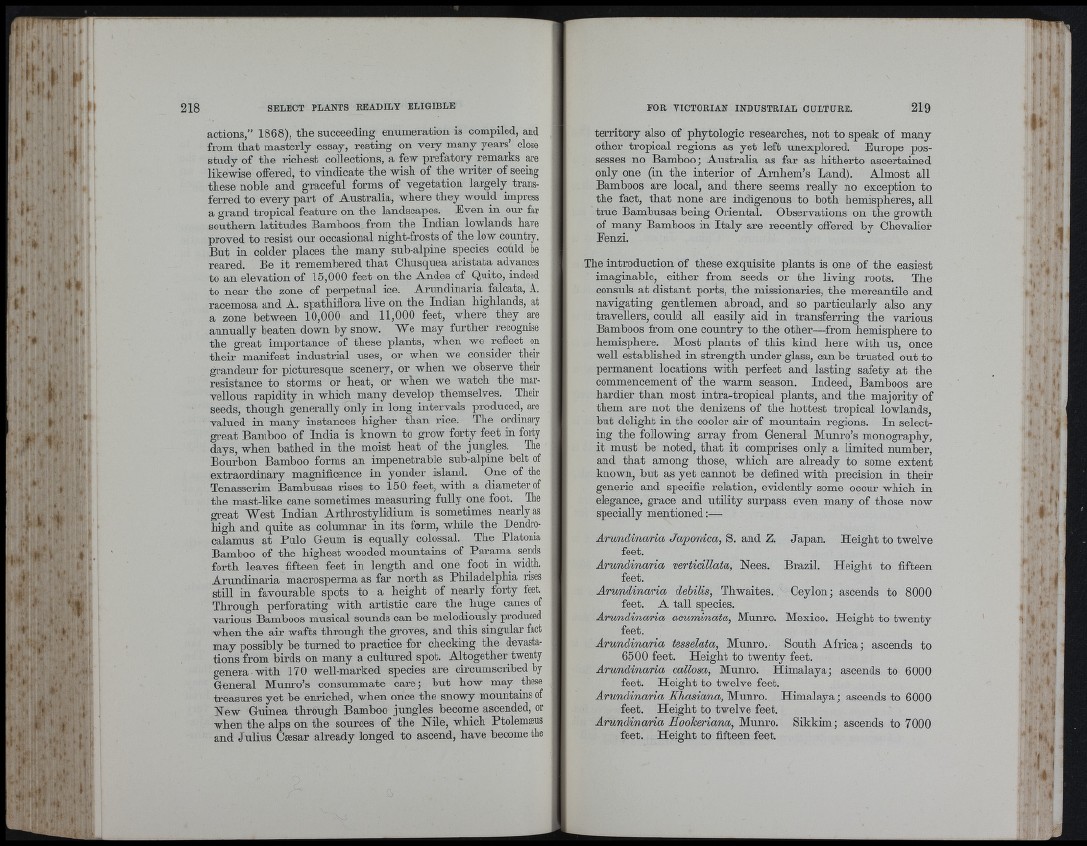 218 SELECT PLANTS READILY ELIGIBLE
actions," 1868), the succeeding enumeration is compiled, and
from that masterly essay, resting on very many years' close
study of the richest collections, a few prefatory remarks are
likewise offered, to vindicate the wish of the writer of seeing
these noble and graceful forms of vegetation largely trans-
ferred to every part of Australia, where they would impress
a grand tropical feature on the landscapes. Even in our far
southern latitudes Bamboos from the Indian lowlands have
proved to resist our occasional night-frosts of the low country.
But in colder places the many sub-alpine species could be
reared. Be it remembered that Chusquea aristata advances
to an elevation of 15,000 feet on the Andes of Quito, indeed
to near the zone of perpetual ice. Arundinaria falcata, A.
racemosa and A. spathiflora live on the Indian highlands, at
a zone between 10,000 and 11,000 feet, where they are
annually beaten down by snow. We may further recognise
the great importance of these plants, when we reflect on
their manifest industrial uses, or when we consider their
grandeur for picturesque scenery, or when we observe their
resistance to storms or heat, or when we watch the mar-
vellous rapidity in which many develop themselves. Their
seeds, though generally only in long intervals produced, are
valued in many instances higher than rice. The ordinary
great Bamboo of India is known to grow forty feet in forty
days, when bathed in the moist heat of the jungles. The
Bourbon Bamboo forms an impenetrable sub-alpine belt of
extraordinary magnificence in yonder island. One of the
Tenasserim Bambusas rises to 150 feet, with a diameter of
the mast-like cane sometimes measuring fully one foot. The
great West Indian Arthrostylidium is sometimes nearly as
high and quite as columnar in its form, while the Dendro-
calamus at Pulo Geum is equally colossal. The Platonia
Bamboo of the highest wooded mountains of Parama sends
forth leaves fifteen feet in length and one foot in width.
Arundinaria macrosperma as far north as Philadelphia rises
still in favourable spots to a height of nearly forty feet.
Through perforating with artistic care the huge canes of
various Bamboos musical sounds can be melodiously produced
when the air wafts through the groves, and this singular fact
may possibly be turned to practice for checking the devasta-
tions from birds on many a cultured spot. Altogether twenty
genera with 170 well-marked species are circumscribed by
General Munro's consummate care; but how may these
treasures yet be enriched, when once the snowy mountains of
New Guinea through Bamboo jungles become ascended, or
when the alps on the sources of the Nile, which Ptolemæus
and Julius Cæsar already longed to ascend, have become the
FOR VICTORIAN INDUSTRIAL CULTURE. 219
territory also of phytologic researches, not to speak of many
other tropical regions as yet left unexplored. Europe pos-
sesses no Bamboo; Australia as far as hitherto ascertained
only one (in the interior of Arnhem's Land). Almost all
Bamboos are local, and there seems really no exception to
the fact, that none are indigenous to both hemispheres, all
true Bambusas being Oriental. Observations on the growth
of many Bamboos in Italy are recently offered by Chevalier
Fenzi.
The introduction of these exquisite plants is one of the easiest
imaginable, either from seeds or the living roots. The
consuls at distant ports, the missionaries, the mercantile and
navigating gentlemen abroad, and so particularly also any
travellers, could all easily aid in transferring the various
Bamboos from one country to the other—from hemisphere to
hemisphere. Most plants of this kind here with us, once
well established in strength under glass, can be trusted out to
permanent locations with perfect and lasting safety at the
commencement of the warm season. Indeed, Bamboos are
hardier than most intra-tropical plants, and the majority of
them are not the denizens of the hottest tropical lowlands,
but delight in the cooler air of mountain regions. In select-
ing the following array from General Munro's monography,
it must be noted, that it comprises only a limited number,
and that among those, which are already to some extent
known, but as yet cannot be defined with precision in their
generic and specific relation, evidently some occur which in
elegance, grace and utility surpass even many of those now
specially mentioned:—
Arundinaria Japonica, S. and Z. Japan. Height to twelve
feet.
Arundinaria verticillata, Nees. Brazil. Height to fifteen
feet.
Arundinaria debilis, Thwaites. Ceylon; ascends to 8000
feet. A tall species.
Arundinaria acuminata, Munro. Mexico. Height to twenty
feet.
Arundinaria tesselata, Munro. South Africa; ascends to
6500 feet. Height to twenty feet.
Arundinaria callosa, Munro. Himalaya; ascends to 6000
feet. Height to twelve feet.
Arundinaria Khasiana, Munro. Himalaya; ascends to 6000
feet. Height to twelve feet.
Arundinaria Hookeriana, Munro. Sikkim; ascends to 7000
feet. Height to fifteen feet.